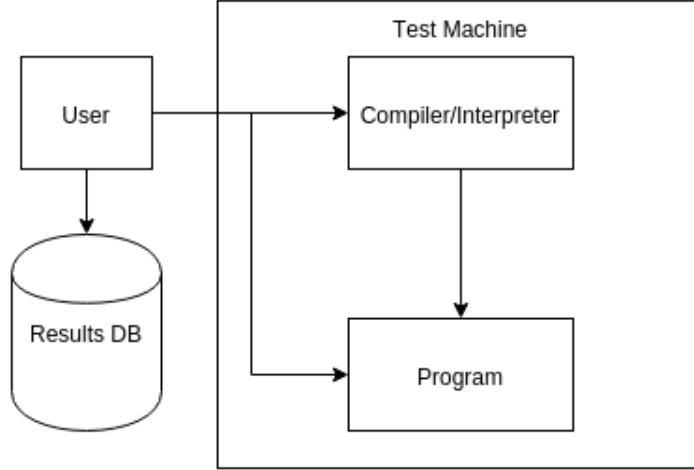 Test Machine
User
Compiler/Interpreter
Results DB
Program